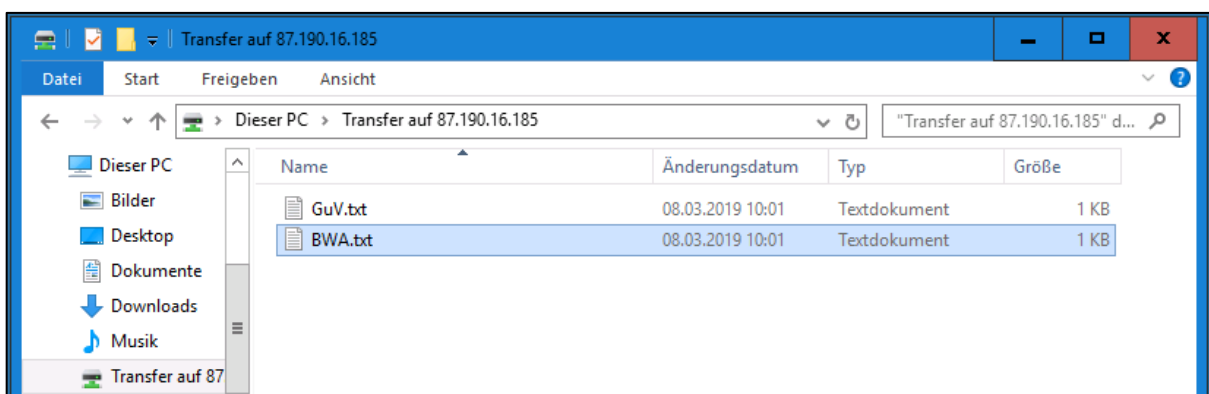 Transfer auf 87.190.16.185
Datei Start Freigeben Ansicht
Dieser PC Transfer auf 87.190.16.185 "Transfer auf 87.190.16.185" d...
Dieser PC Name Änderungsdatum Typ Größe
Bilder GuV.txt 08.03.2019 10:01 Textdokument 1 KB
Desktop BWA.txt 08.03.2019 10:01 Textdokument 1 KB
Dokumente
Downloads
Musik
Transfer auf 87